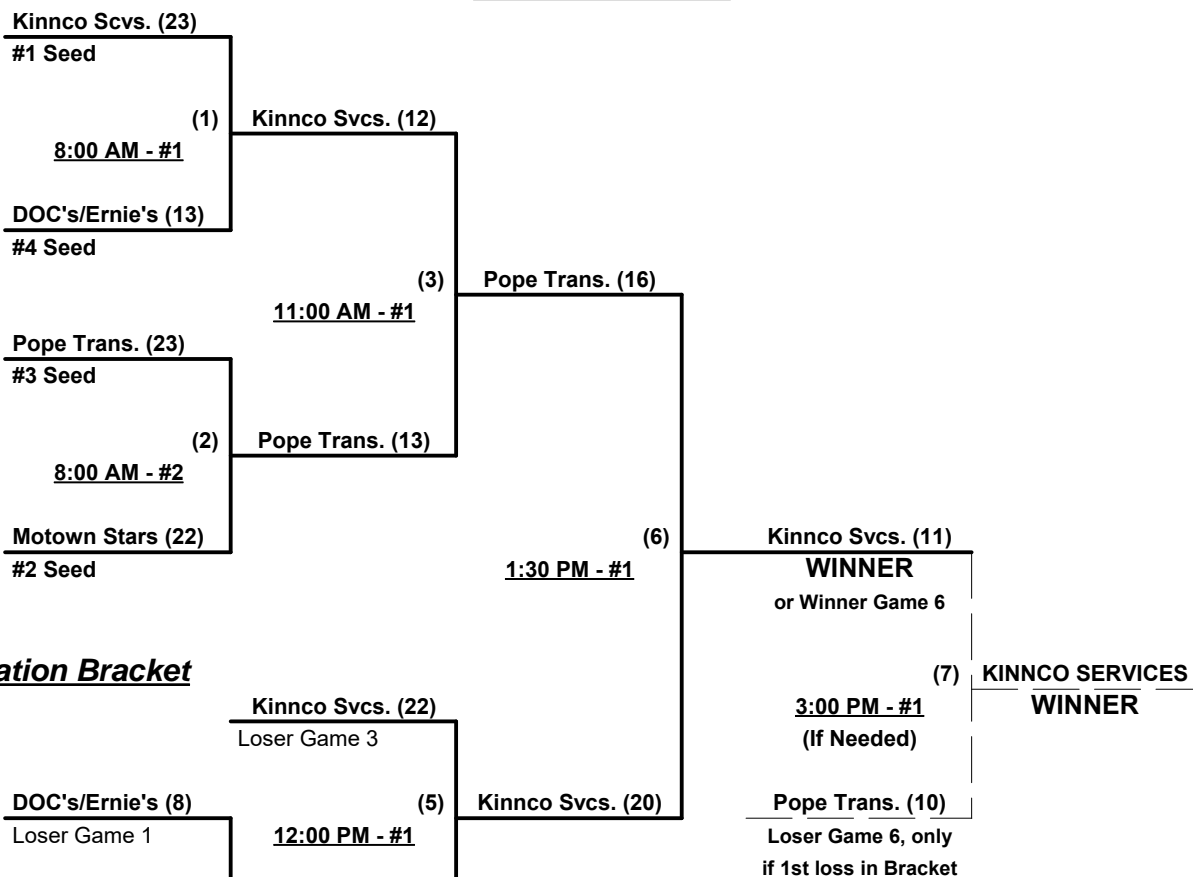 Kinnco Scvs. (23)
#1 Seed
(1)
Kinnco Svcs. (12)
8:00 AM - #1
DOC's/Ernie's (13)
#4 Seed
(3)
Pope Trans. (16)
11:00 AM - #1
Pope Trans. (23)
#3 Seed
(2)
Pope Trans. (13)
8:00 AM - #2
Motown Stars (22)
#2 Seed
(6)
Kinnco Svcs. (11)
1:30 PM - #1
WINNER
or Winner Game 6
ation Bracket
(7)
KINNCO SERVICES
Kinnco Svcs. (22)
3:00 PM - #1
WINNER
Loser Game 3
(If Needed)
DOC's/Ernie's (8)
(5)
Kinnco Svcs. (20)
Pope Trans. (10)
Loser Game 1
12:00 PM - #1
Loser Game 6, only
if 1st loss in Bracket